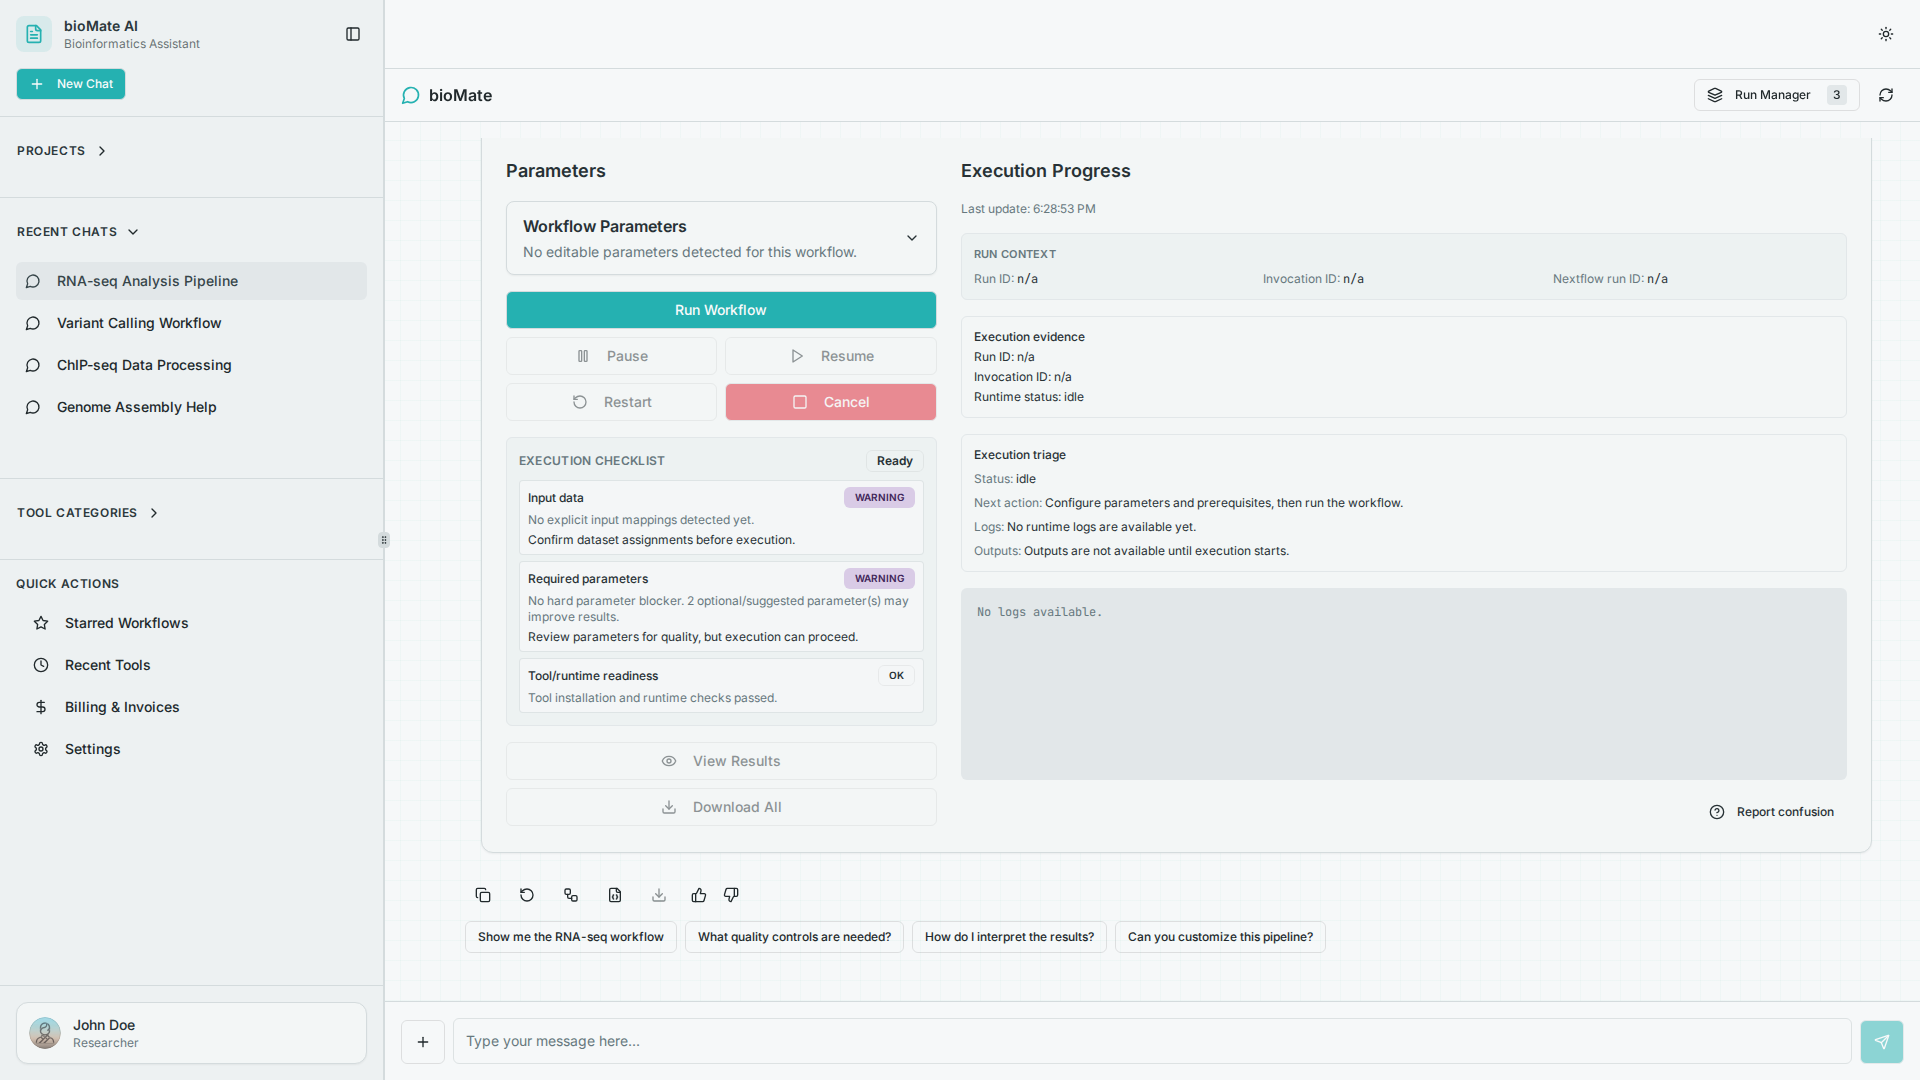 bioMate AI
Bioinformatics Assistant
New Chat
PROJECTS
RECENT CHATS
RNA-seq Analysis Pipeline
Variant Calling Workflow
ChIP-seq Data Processing
Genome Assembly Help
TOOL CATEGORIES
QUICK ACTIONS
Starred Workflows
Recent Tools
Billing & Invoices
Settings
John Doe
Researcher
bioMate
Run Manager 3
Parameters
Workflow Parameters
No editable parameters detected for this workflow.
Run Workflow
Pause
Resume
Restart
Cancel
EXECUTION CHECKLIST
Ready
Input data
WARNING
No explicit input mappings detected yet.
Confirm dataset assignments before execution.
Required parameters
WARNING
No hard parameter blocker. 2 optional/suggested parameter(s) may
improve results.
Review parameters for quality, but execution can proceed.
Tool/runtime readiness
OK
Tool installation and runtime checks passed.
View Results
Download All
Execution Progress
Last update: 6:28:53 PM
RUN CONTEXT
Run ID: n/a
Invocation ID: n/a
Nextflow run ID: n/a
Execution evidence
Run ID: n/a
Invocation ID: n/a
Runtime status: idle
Execution triage
Status: idle
Next action: Configure parameters and prerequisites, then run the workflow.
Logs: No runtime logs are available yet.
Outputs: Outputs are not available until execution starts.
No logs available.
Report confusion
Show me the RNA-seq workflow
What quality controls are needed?
How do I interpret the results?
Can you customize this pipeline?
Type your message here...